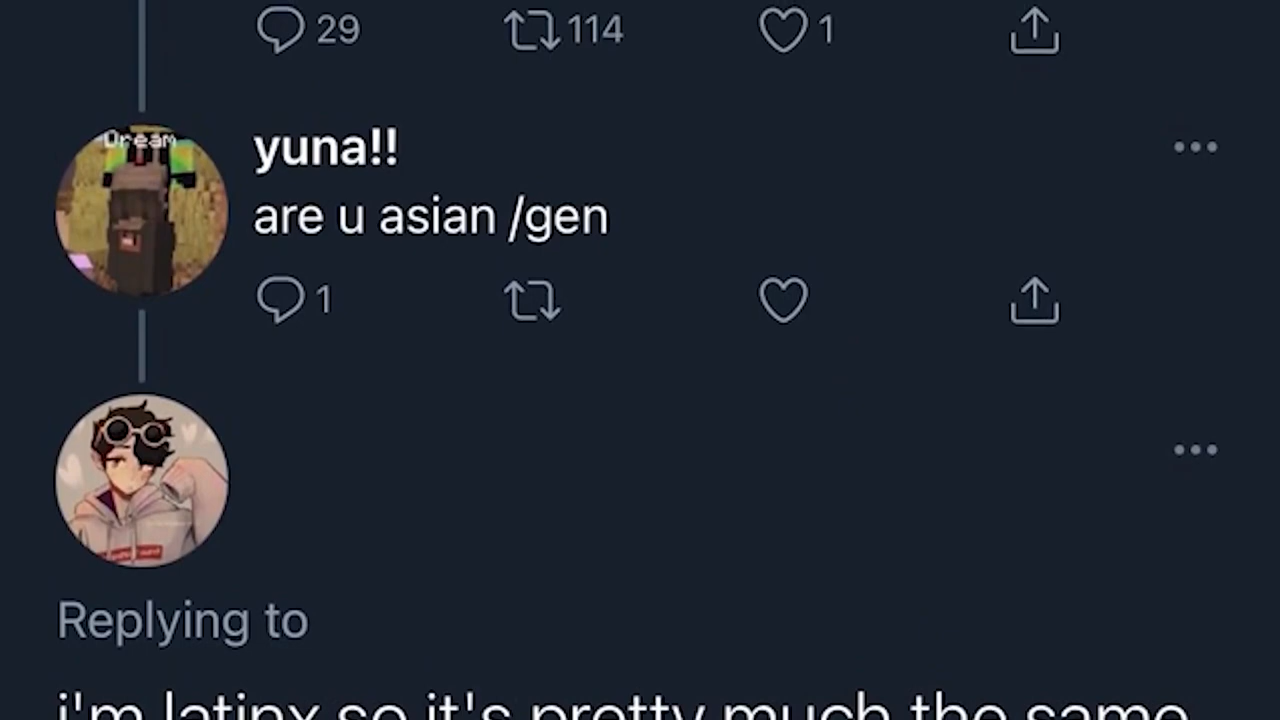 29 114 1
Dream
yuna!!
are u asian /gen
1
Replying to
i'm latinx so it's pretty much the same